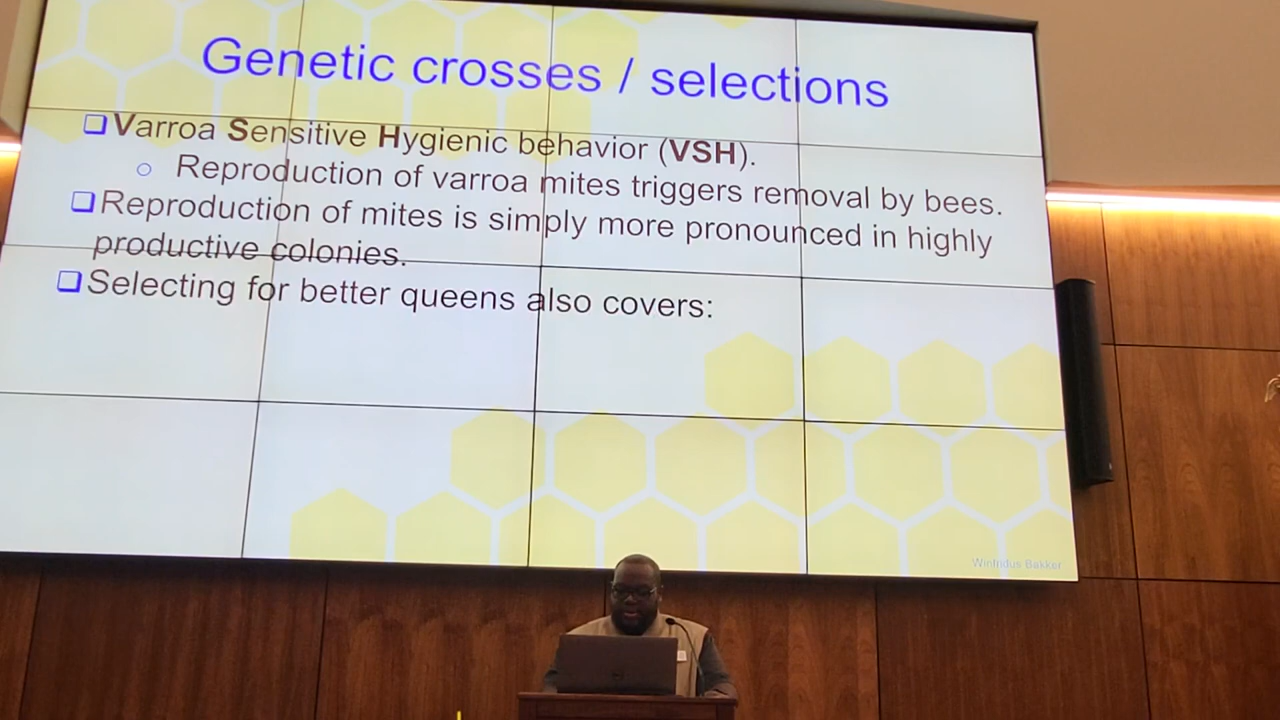 Genetic crosses / selections
Varroa Sensitive Hygienic behavior (VSH).
Reproduction of varroa mites triggers removal by bees.
Reproduction of mites is simply more pronounced in highly
productive colonies.
Selecting for better queens also covers:
Winfridus Bakker